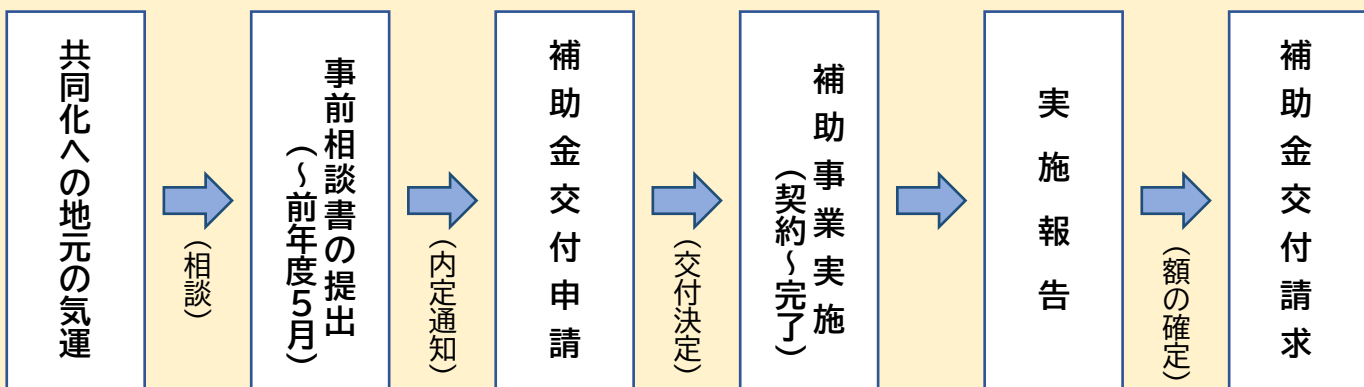 共同化への地元の気運
（相談）
事前相談書の提出
（～前年度５月）
（内定通知）
補助金交付申請
（交付決定）
補助事業実施
（契約～完了）
実施報告
（額の確定）
補助金交付請求